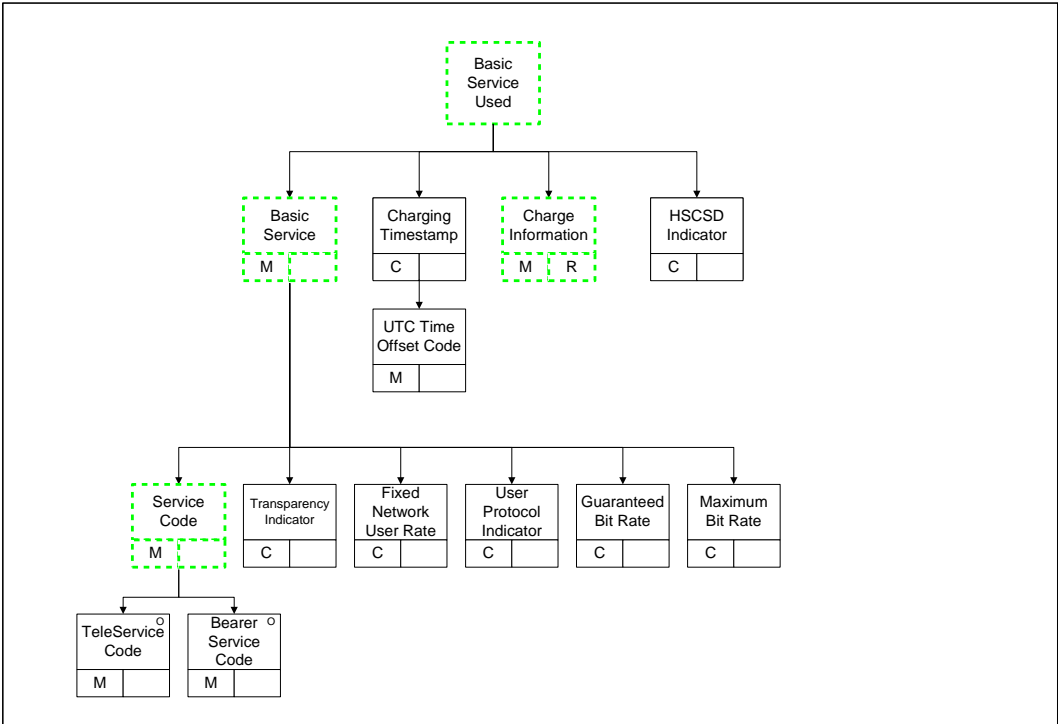 Basic
Service
Used
Basic
Service
M
Charging
Timestamp
C
Charge
Information
M R
HSCSD
Indicator
C
UTC Time
Offset Code
M
Service
Code
M
Transparency
Indicator
C
Fixed
Network
User Rate
C
User
Protocol
Indicator
C
Guaranteed
Bit Rate
C
Maximum
Bit Rate
C
O
TeleService
Code
M
O
Bearer
Service
Code
M